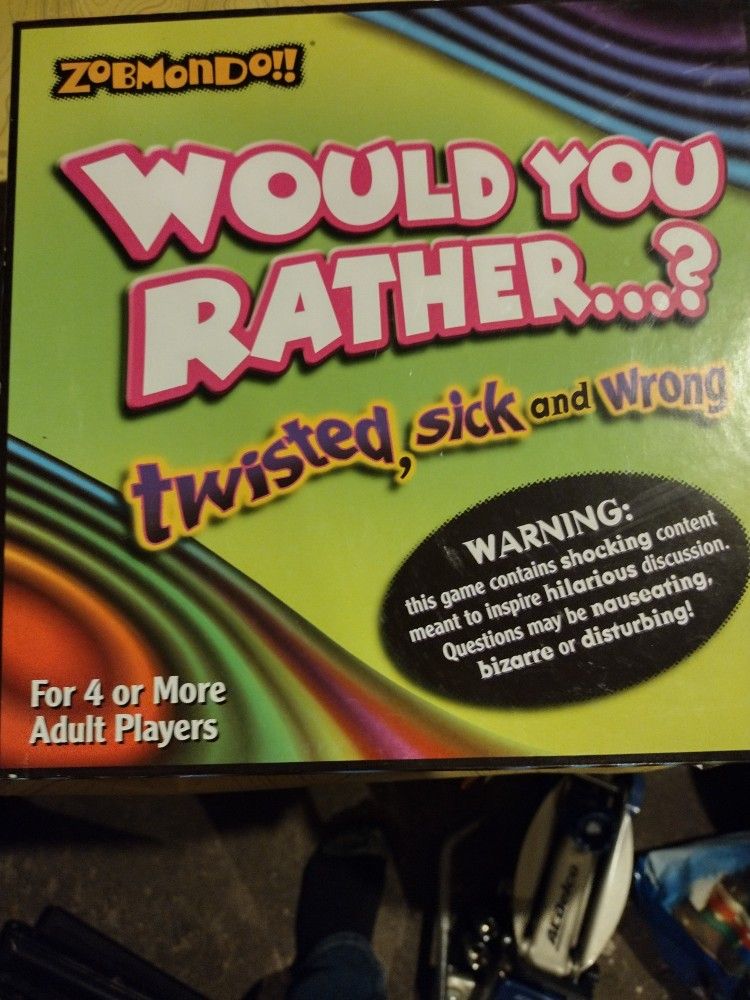 ZOBMONDO!!
WOULD YOU
RATHER...?
twisted, sick and wrong
WARNING:
this game contains shocking content
meant to inspire hilarious discussion.
Questions may be nauseating,
bizarre or disturbing!
For 4 or More
Adult Players
ACDelco